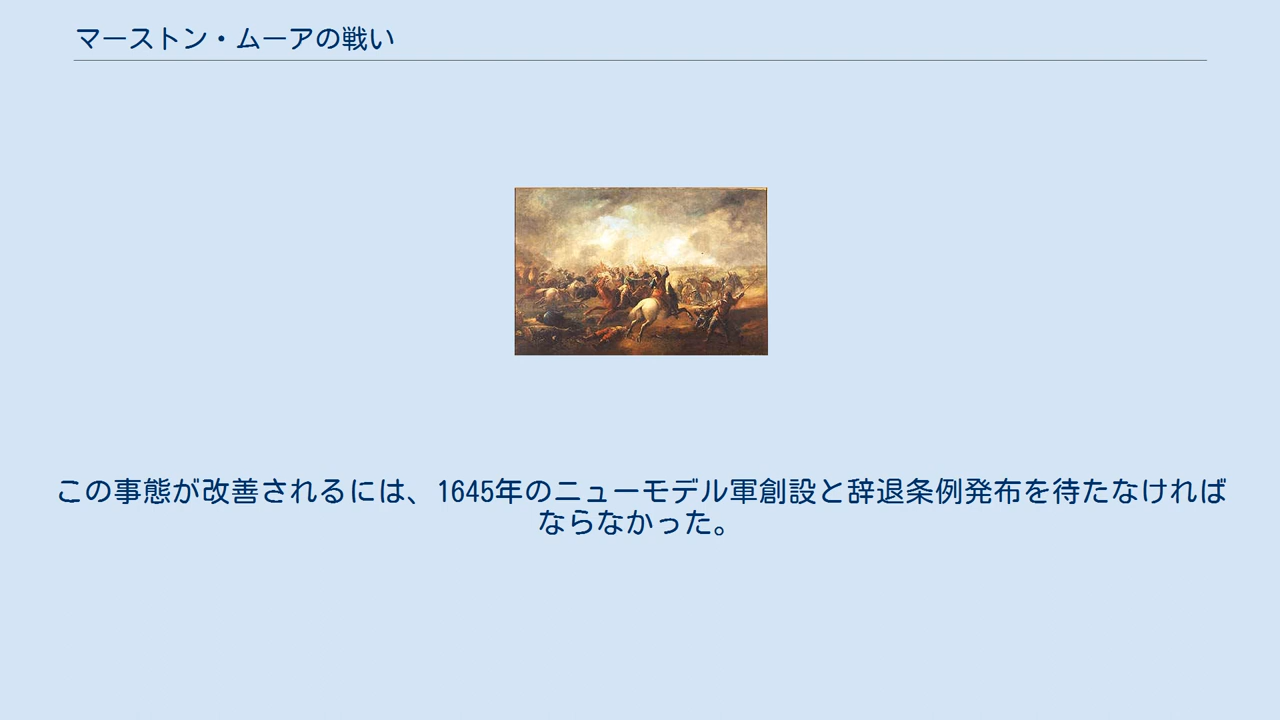 マーストン・ムーアの戦い
この事態が改善されるには、1645年のニューモデル軍創設と辞退条例発布を待たなければ
ならなかった。